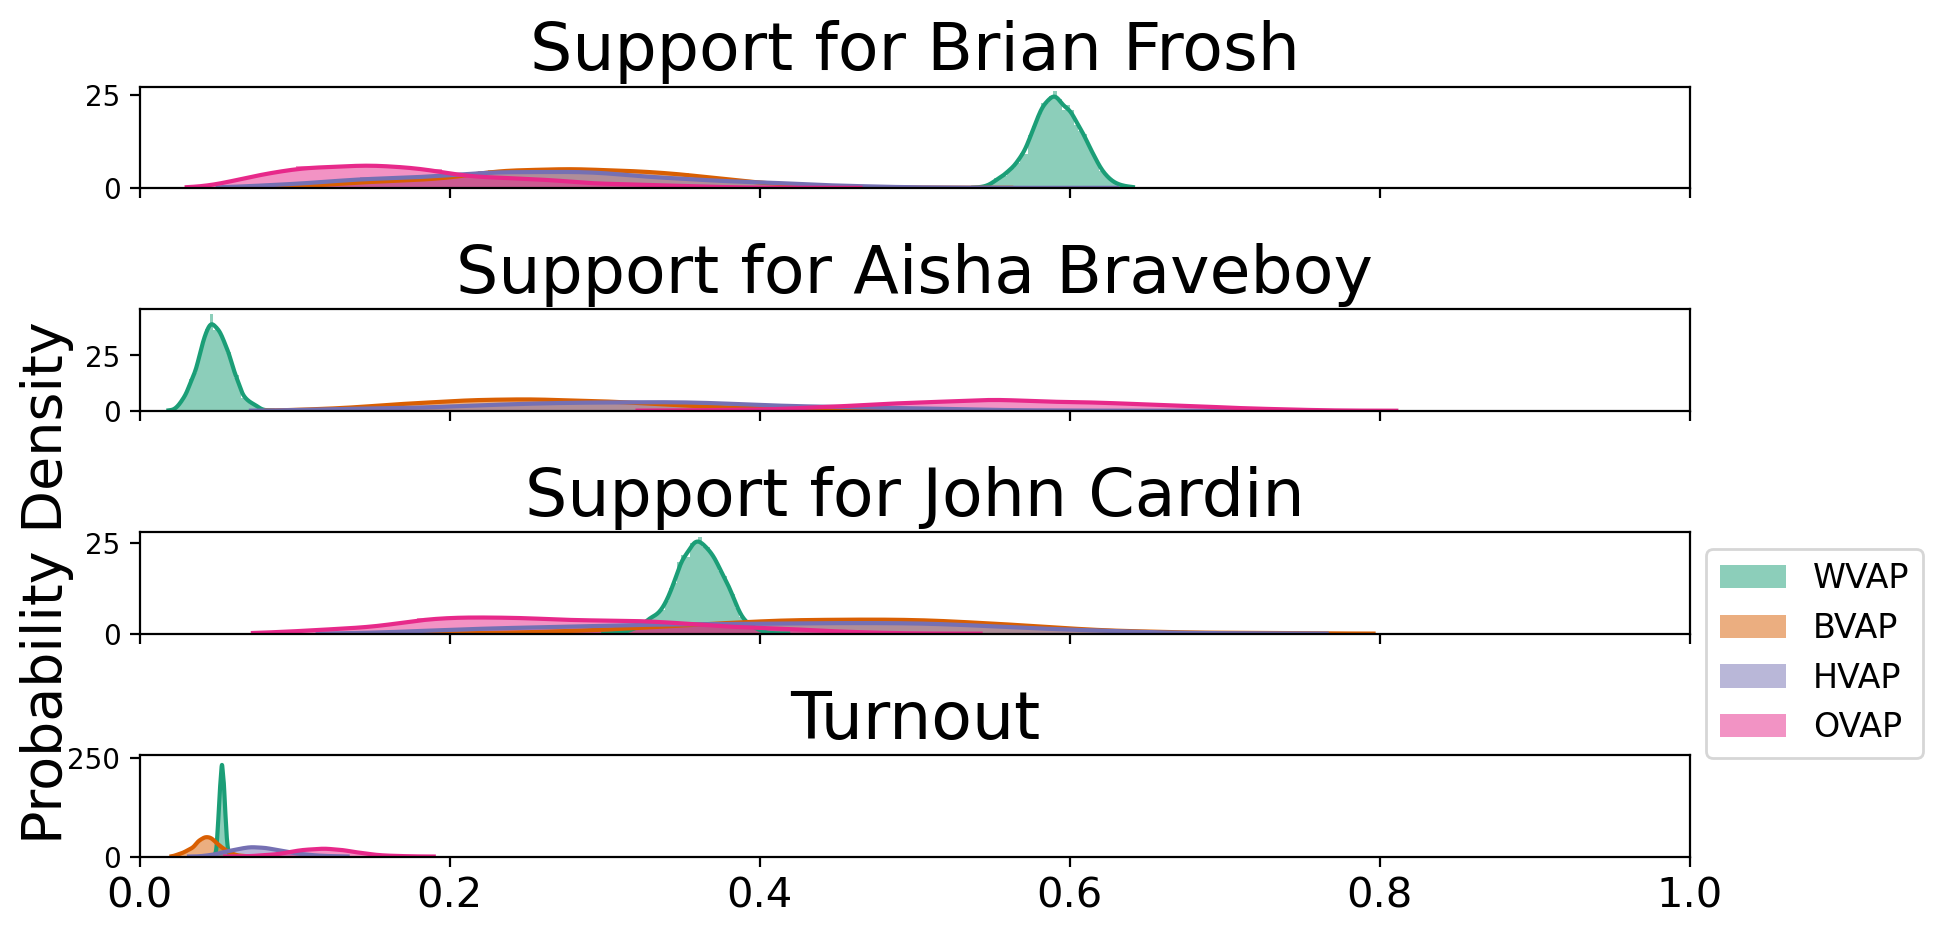 Support for Brian Frosh
25
0
Support for Aisha Braveboy
25
0
Support for John Cardin
25
0
Turnout
250
0
0.0 0.2 0.4 0.6 0.8 1.0
Probability Density
WVAP
BVAP
HVAP
OVAP